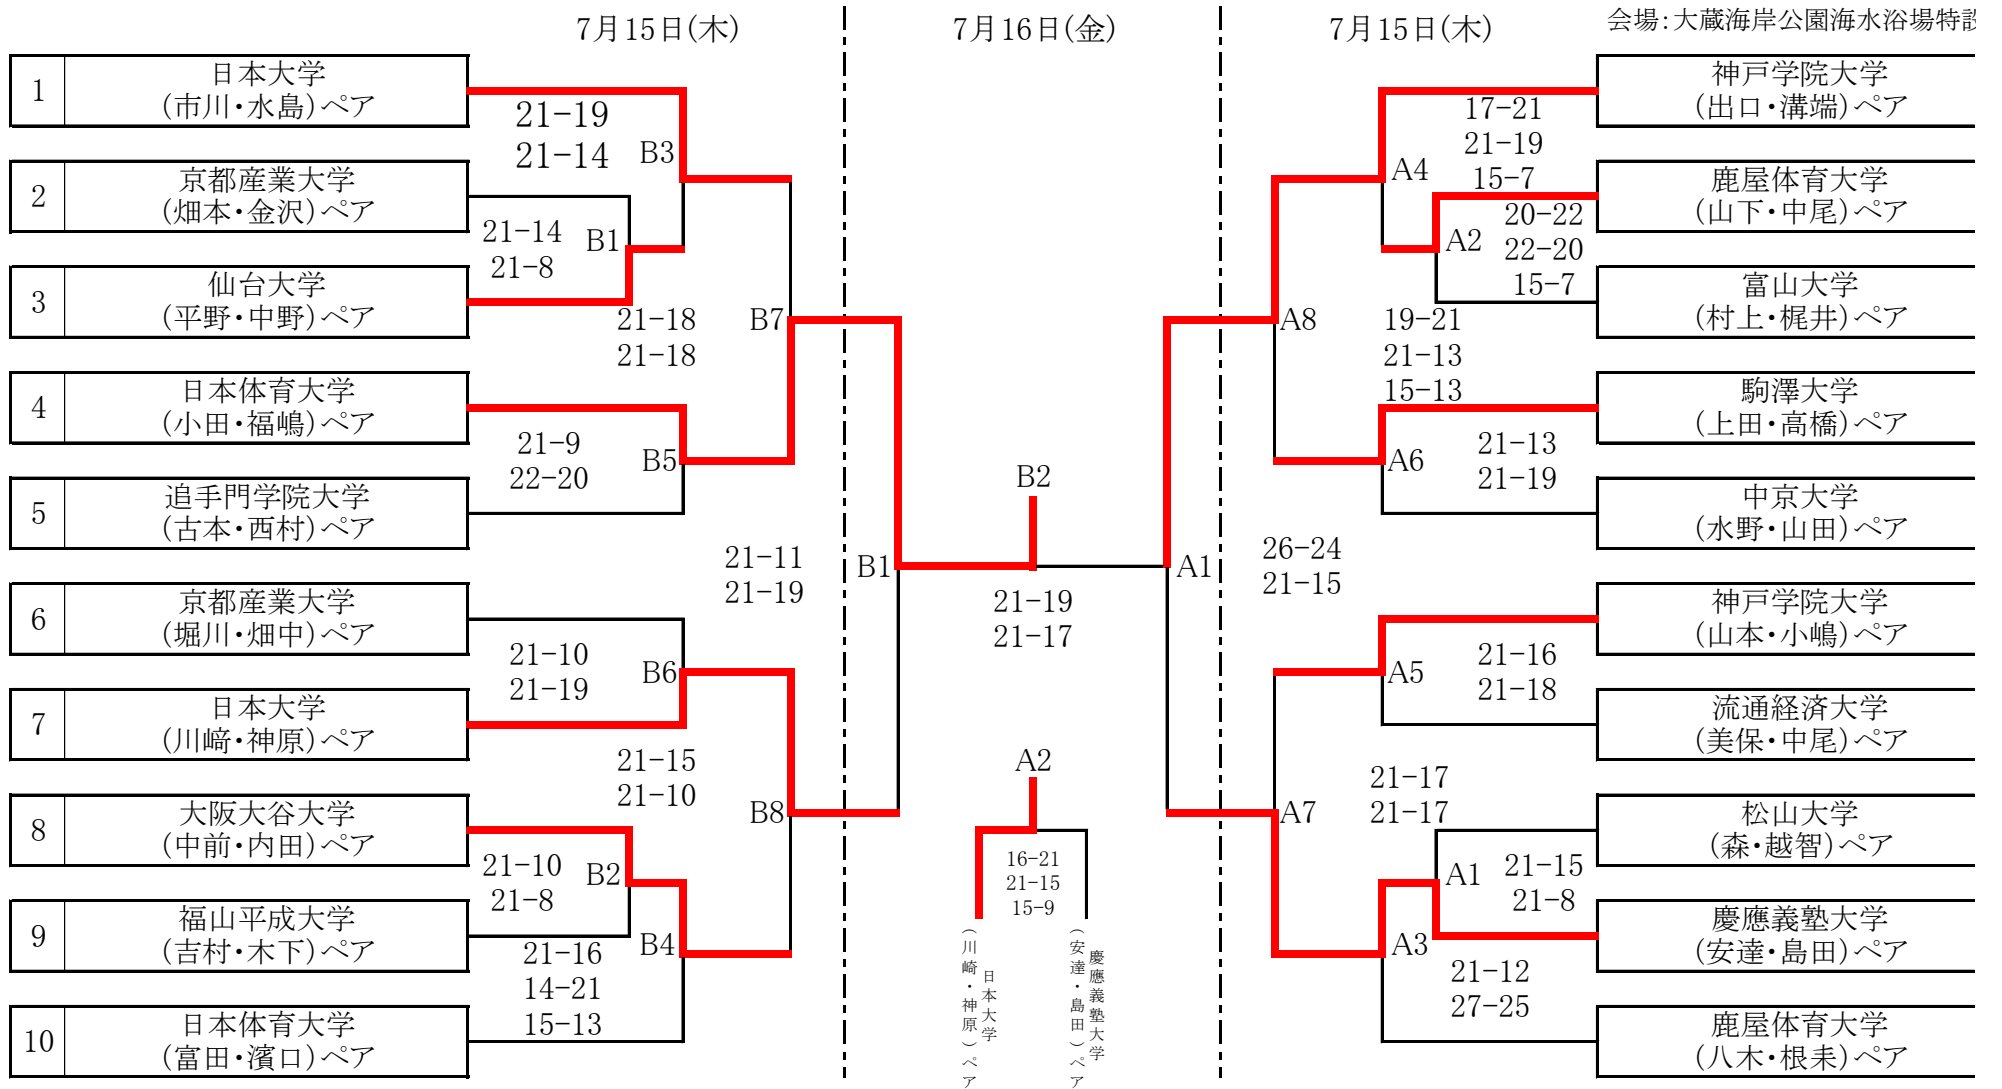 7月15日(木)
7月16日(金)
7月15日(木)
会場:大蔵海岸公園海水浴場特設
1
日本大学
(市川・水島)ペア
2
京都産業大学
(畑本・金沢)ペア
3
仙台大学
(平野・中野)ペア
4
日本体育大学
(小田・福嶋)ペア
5
追手門学院大学
(古本・西村)ペア
6
京都産業大学
(堀川・畑中)ペア
7
日本大学
(川﨑・神原)ペア
8
大阪大谷大学
(中前・内田)ペア
9
福山平成大学
(吉村・木下)ペア
10
日本体育大学
(富田・濱口)ペア
21-19
21-14
B3
21-14
21-8
B1
21-18
21-18
B7
21-9
22-20
B5
21-11
21-19
B1
21-10
21-19
B6
21-15
21-10
B8
21-10
21-8
B2
21-16
14-21
15-13
B4
B2
21-19
21-17
A2
16-21
21-15
15-9
日本大学
(川崎・神原)ペア
慶應義塾大学
(安達・島田)ペア
17-21
21-19
15-7
A4
20-22
22-20
15-7
A2
A8
19-21
21-13
15-13
21-13
21-19
A6
A1
26-24
21-15
21-16
21-18
A5
21-17
21-17
A7
A1
21-15
21-8
A3
21-12
27-25
神戸学院大学
(出口・溝端)ペア
鹿屋体育大学
(山下・中尾)ペア
富山大学
(村上・梶井)ペア
駒澤大学
(上田・高橋)ペア
中京大学
(水野・山田)ペア
神戸学院大学
(山本・小嶋)ペア
流通経済大学
(美保・中尾)ペア
松山大学
(森・越智)ペア
慶應義塾大学
(安達・島田)ペア
鹿屋体育大学
(八木・根耒)ペア